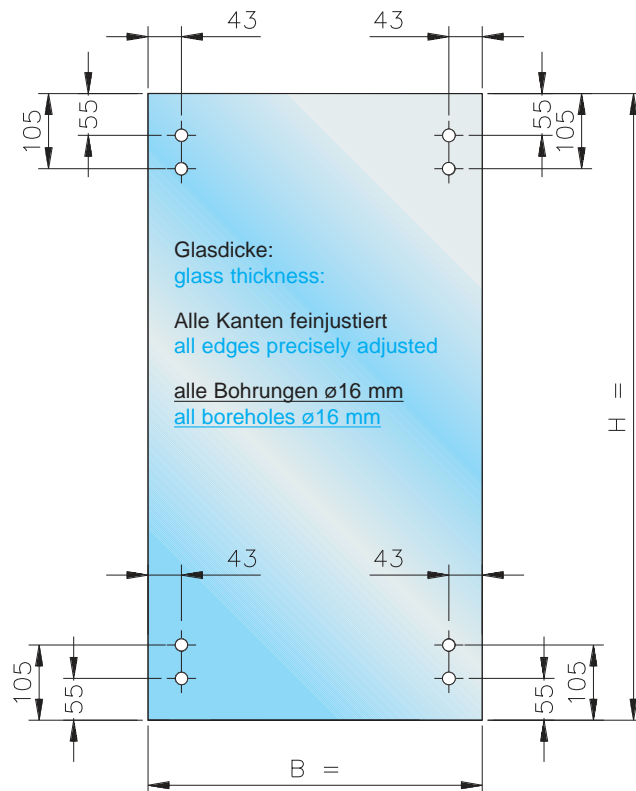 43
43
55
105
55
105
Glasdicke:
glass thickness:
Alle Kanten feinjustiert
all edges precisely adjusted
alle Bohrungen ø16 mm
all boreholes ø16 mm
H =
43
43
105
55
55
105
B =